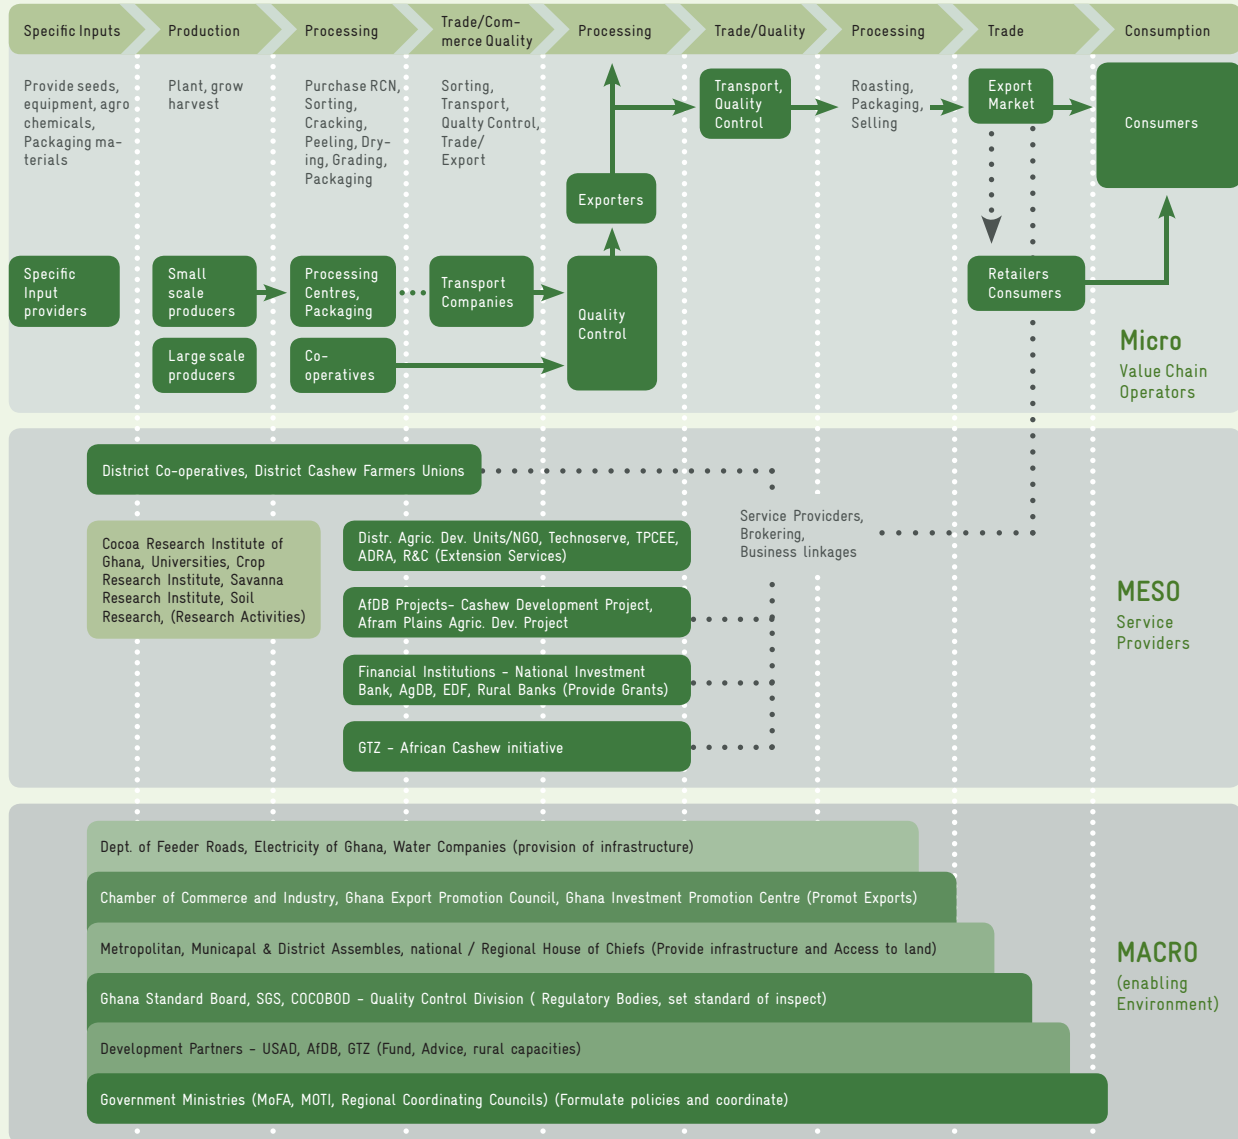 Specific Inputs
Production
Processing
Trade/Com-
merce Quality
Processing
Trade/Quality
Processing
Trade
Consumption
Provide seeds,
equipment, agro
chemicals,
Packaging ma-
terials
Plant, grow
harvest
Purchase RCN,
Sorting,
Cracking,
Peeling, Dry-
ing, Grading,
Packaging
Sorting,
Transport,
Qualty Control,
Trade/
Export
Transport,
Quality
Control
Roasting,
Packaging,
Selling
Export
Market
Consumers
Exporters
Specific
Input
providers
Small
scale
producers
Processing
Centres,
Packaging
Transport
Companies
Quality
Control
Retailers
Consumers
Large scale
producers
Co-
operatives
Micro
Value Chain
Operators
District Co-operatives, District Cashew Farmers Unions
Cocoa Research Institute of
Ghana, Universities, Crop
Research Institute, Savanna
Research Institute, Soil
Research, (Research Activities)
Distr. Agric. Dev. Units/NGO, Technoserve, TPCEE,
ADRA, R&C (Extension Services)
Service Provicders,
Brokering,
Business linkages
AfDB Projects- Cashew Development Project,
Afram Plains Agric. Dev. Project
Financial Institutions - National Investment
Bank, AgDB, EDF, Rural Banks (Provide Grants)
GTZ - African Cashew initiative
MESO
Service
Providers
Dept. of Feeder Roads, Electricity of Ghana, Water Companies (provision of infrastructure)
Chamber of Commerce and Industry, Ghana Export Promotion Council, Ghana Investment Promotion Centre (Promot Exports)
Metropolitan, Municapal & District Assembles, national / Regional House of Chiefs (Provide infrastructure and Access to land)
Ghana Standard Board, SGS, COCOBOD - Quality Control Division ( Regulatory Bodies, set standard of inspect)
Development Partners - USAD, AfDB, GTZ (Fund, Advice, rural capacities)
Government Ministries (MoFA, MOTI, Regional Coordinating Councils) (Formulate policies and coordinate)
MACRO
(enabling
Environment)